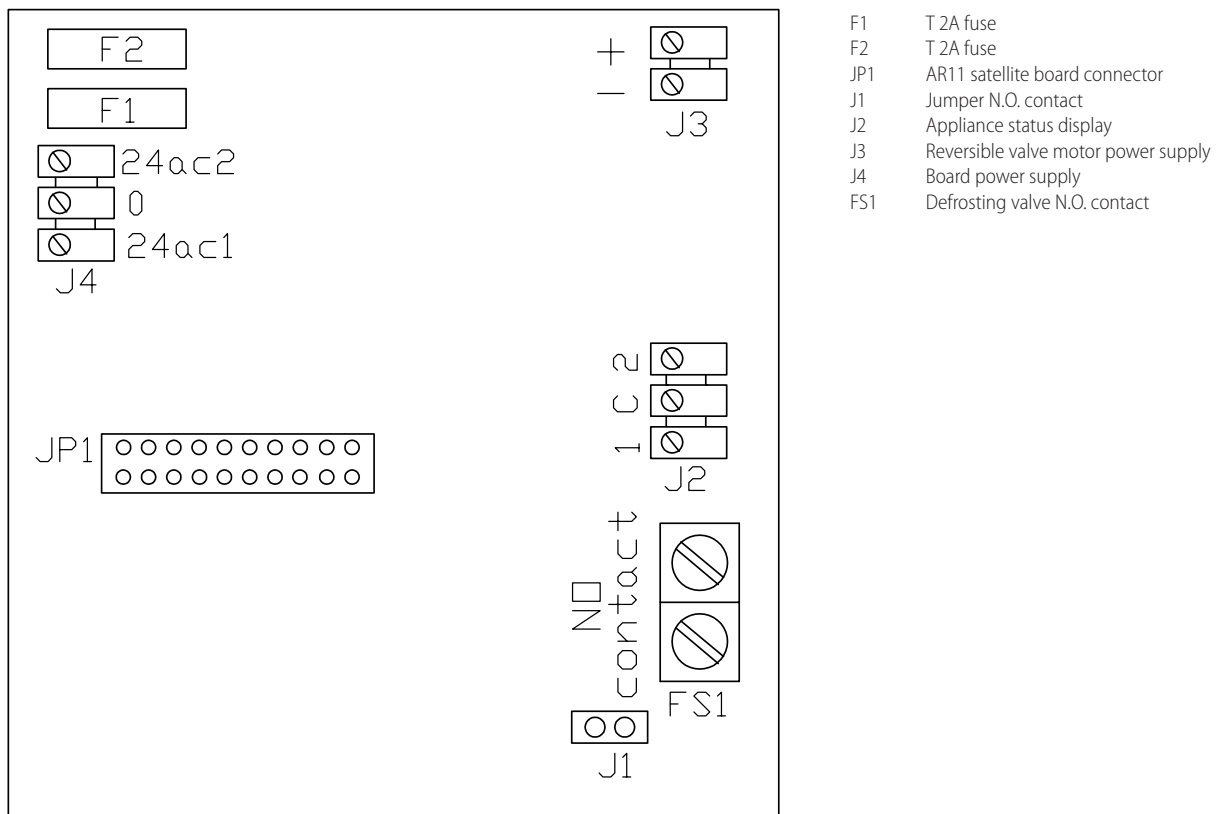 F2
F1
24ac2
0
24ac1
J4
+
−
J3
JP1
2
C
1
J2
NO
contact
FS1
J1
F1 T 2A fuse
F2 T 2A fuse
JP1 AR11 satellite board connector
J1 Jumper N.O. contact
J2 Appliance status display
J3 Reversible valve motor power supply
J4 Board power supply
FS1 Defrosting valve N.O. contact